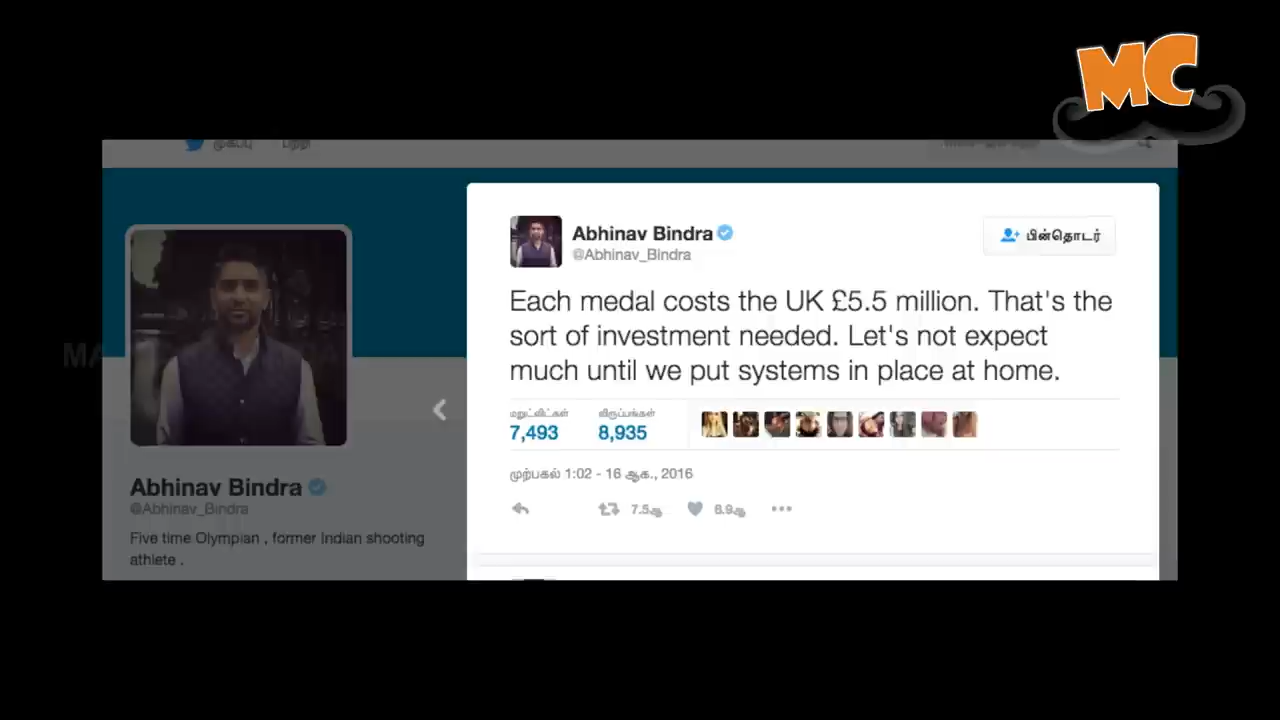 MC
முகப்பு பற்றி
Abhinav Bindra
@Abhinav_Bindra
பின்தொடர்
Each medal costs the UK £5.5 million. That's the
sort of investment needed. Let's not expect
much until we put systems in place at home.
மறுட்விட்கள் விருப்பங்கள்
7,493 8,935
முற்பகல் 1:02 - 16 ஆக., 2016
7.5ஆ 8.9ஆ
Abhinav Bindra
@Abhinav_Bindra
Five time Olympian , former Indian shooting
athlete .